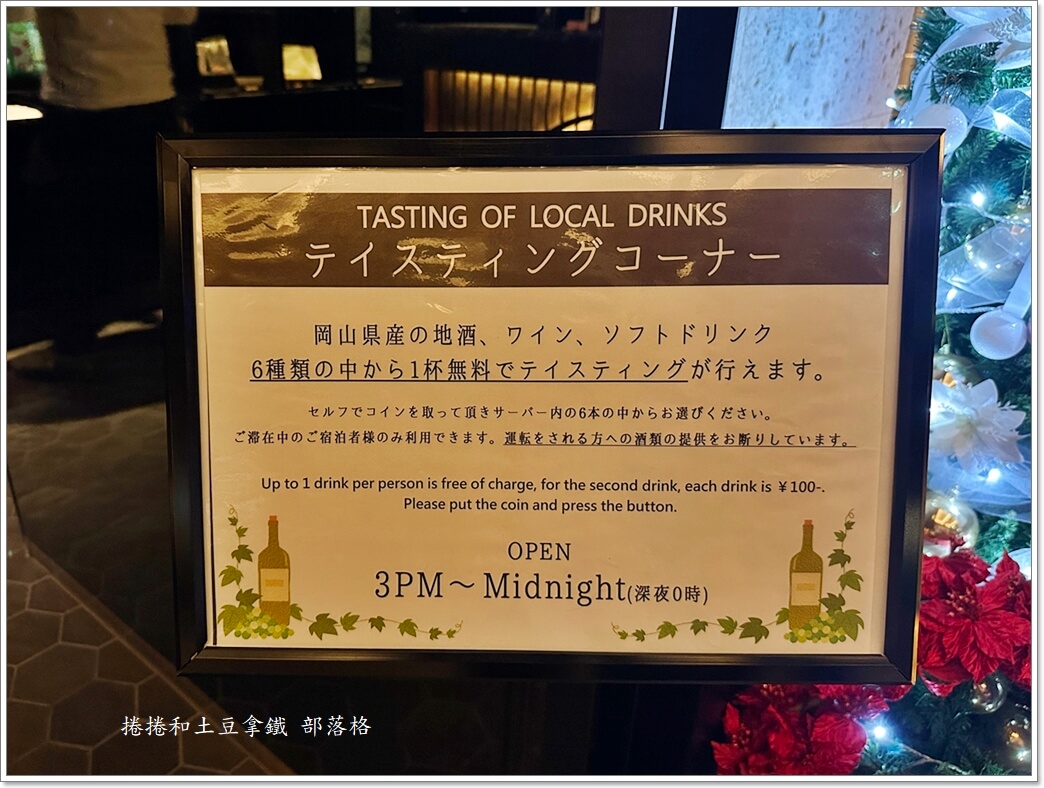 TASTING OF LOCAL DRINKS
テイスティングコーナー
岡山県産の地酒、ワイン、ソフトドリンク
6種類の中から1杯無料でテイスティングが行えます。
セルフでコインを取って頂きサーバー内の6本の中からお選びください。
ご滞在中のご宿泊者様のみ利用できます。運転をされる方への酒類の提供をお断りしています。
Up to 1 drink per person is free of charge, for the second drink, each drink is ￥100-.
Please put the coin and press the button.
OPEN
3PM～Midnight(深夜0時)
捲捲和土豆拿鐵 部落格